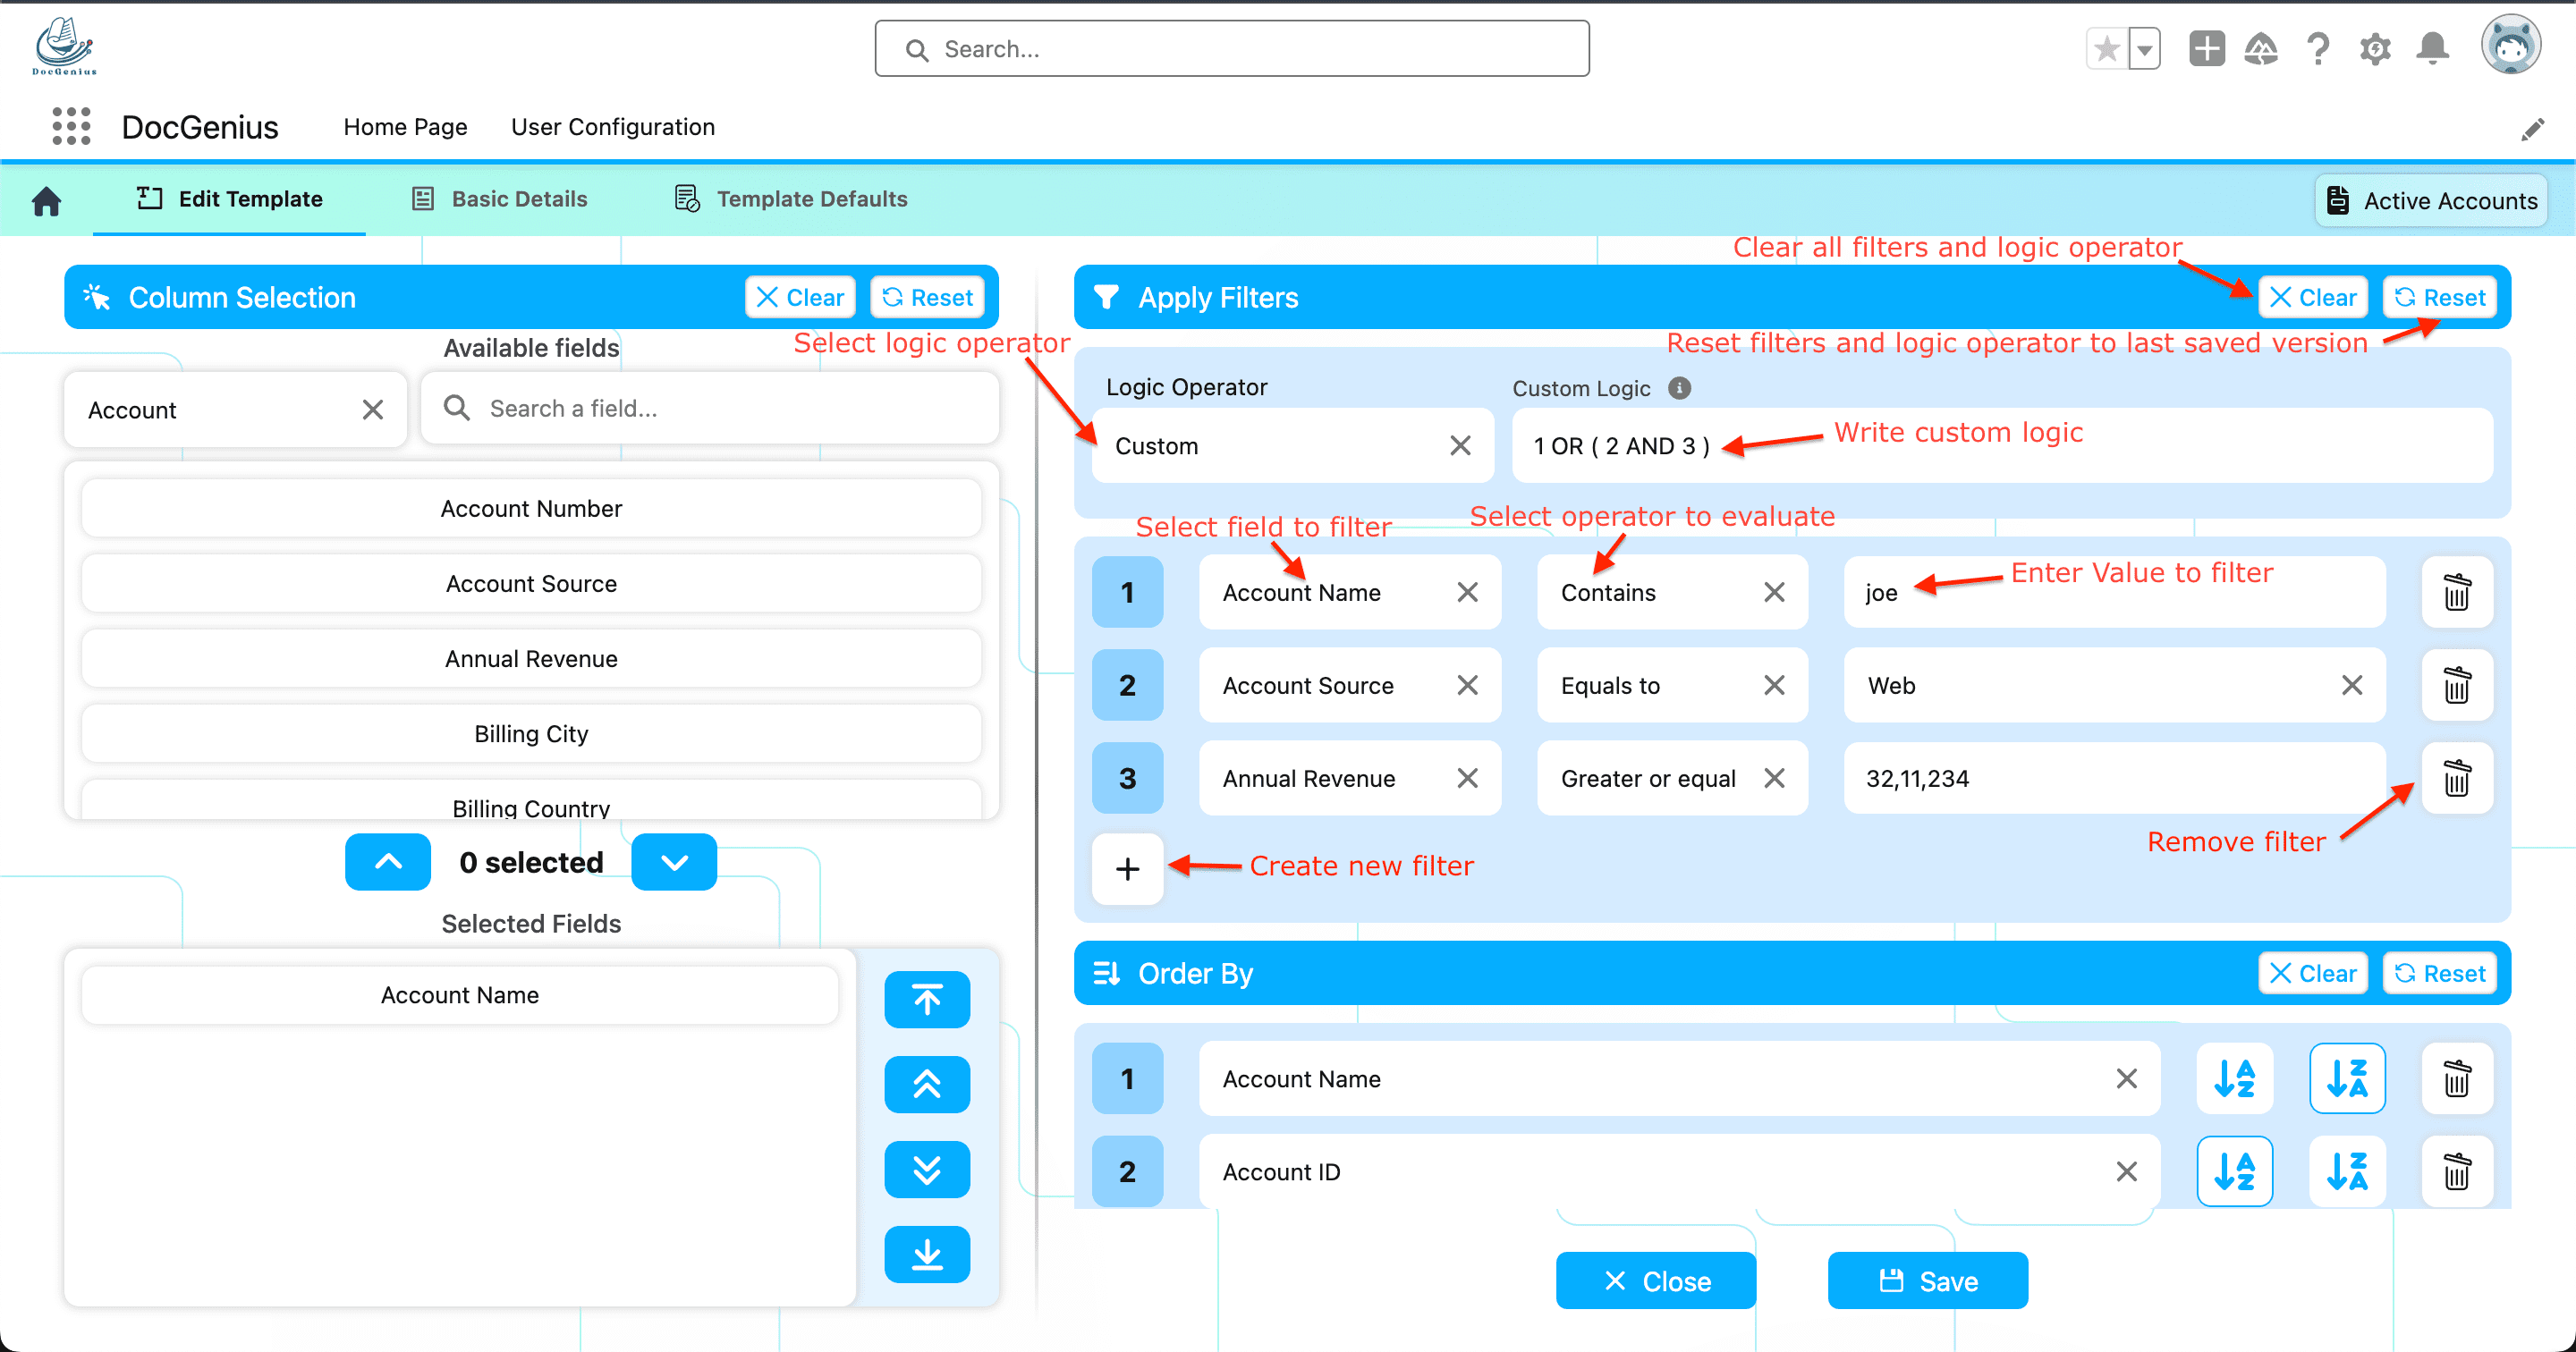 DocGenius
Search...
DocGenius
Home Page
User Configuration
Edit Template
Basic Details
Template Defaults
Active Accounts
Clear all filters and logic operator
Column Selection
Clear
Reset
Apply Filters
Clear
Reset
Select logic operator
Reset filters and logic operator to last saved version
Available fields
Account
Search a field...
Logic Operator
Custom Logic
Custom
1 OR ( 2 AND 3 )
Write custom logic
Account Number
Account Source
Annual Revenue
Billing City
Billing Country
Select field to filter
Select operator to evaluate
1
Account Name
Contains
joe
Enter Value to filter
2
Account Source
Equals to
Web
3
Annual Revenue
Greater or equal
32,11,234
Remove filter
+
Create new filter
0 selected
Selected Fields
Account Name
Order By
Clear
Reset
1
Account Name
A
Z
Z
A
2
Account ID
A
Z
Z
A
Close
Save